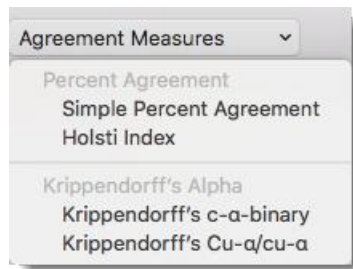 Agreement Measures
Percent Agreement
Simple Percent Agreement
Holsti Index
Krippendorff's Alpha
Krippendorff's c-α-binary
Krippendorff's Cu-α/cu-α